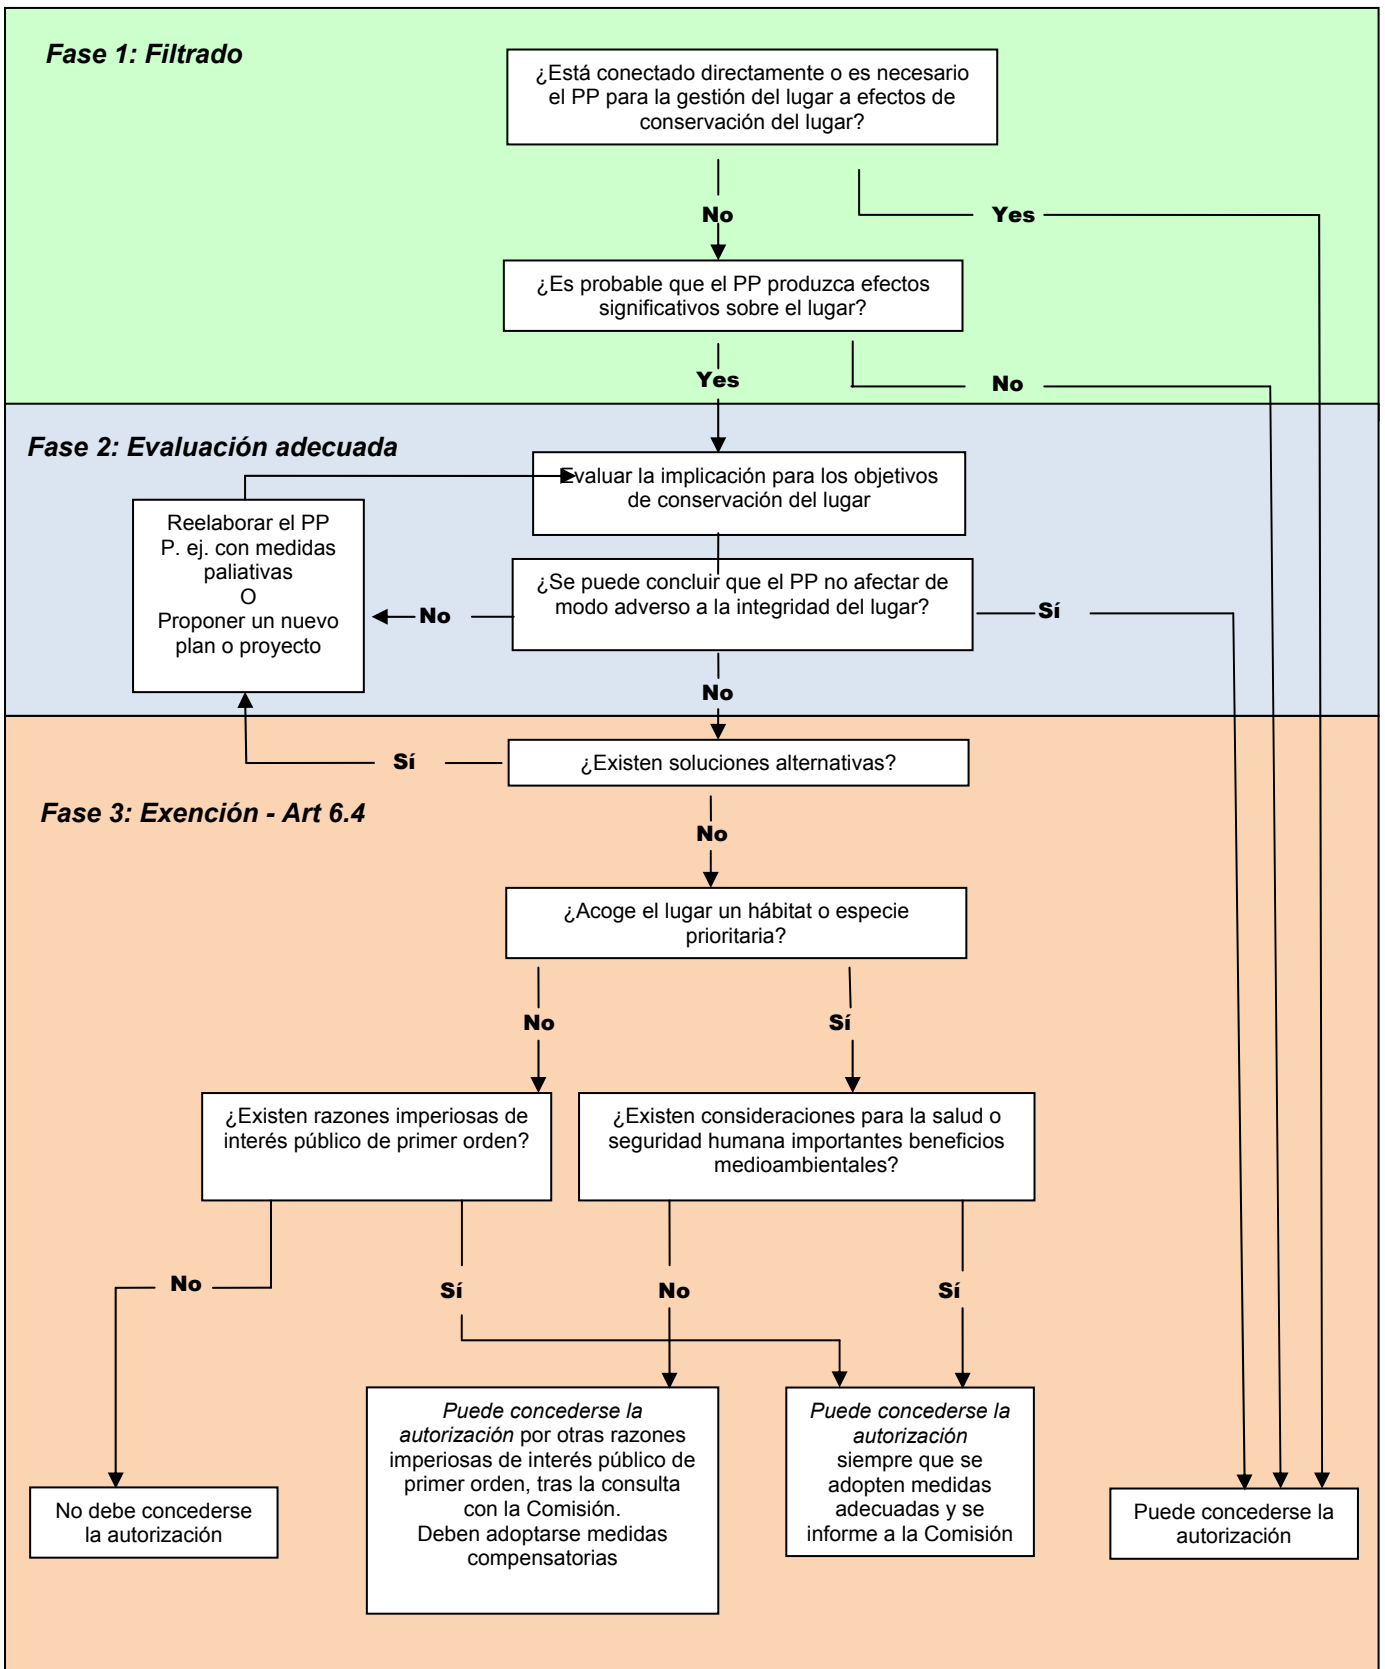 Fase 1: Filtrado
¿Está conectado directamente o es necesario
el PP para la gestión del lugar a efectos de
conservación del lugar?
No
Yes
¿Es probable que el PP produzca efectos
significativos sobre el lugar?
Yes
No
Fase 2: Evaluación adecuada
Evaluar la implicación para los objetivos
de conservación del lugar
Reelaborar el PP
P. ej. con medidas
paliativas
O
Proponer un nuevo
plan o proyecto
¿Se puede concluir que el PP no afectar de
modo adverso a la integridad del lugar?
No
Sí
No
¿Existen soluciones alternativas?
Sí
Fase 3: Exención - Art 6.4
No
¿Acoge el lugar un hábitat o especie
prioritaria?
No
Sí
¿Existen razones imperiosas de
interés público de primer orden?
¿Existen consideraciones para la salud o
seguridad humana importantes beneficios
medioambientales?
No
Sí
No
Sí
No debe concederse
la autorización
Puede concederse la
autorización por otras razones
imperiosas de interés público de
primer orden, tras la consulta
con la Comisión.
Deben adoptarse medidas
compensatorias
Puede concederse la
autorización
siempre que se
adopten medidas
adecuadas y se
informe a la Comisión
Puede concederse la
autorización